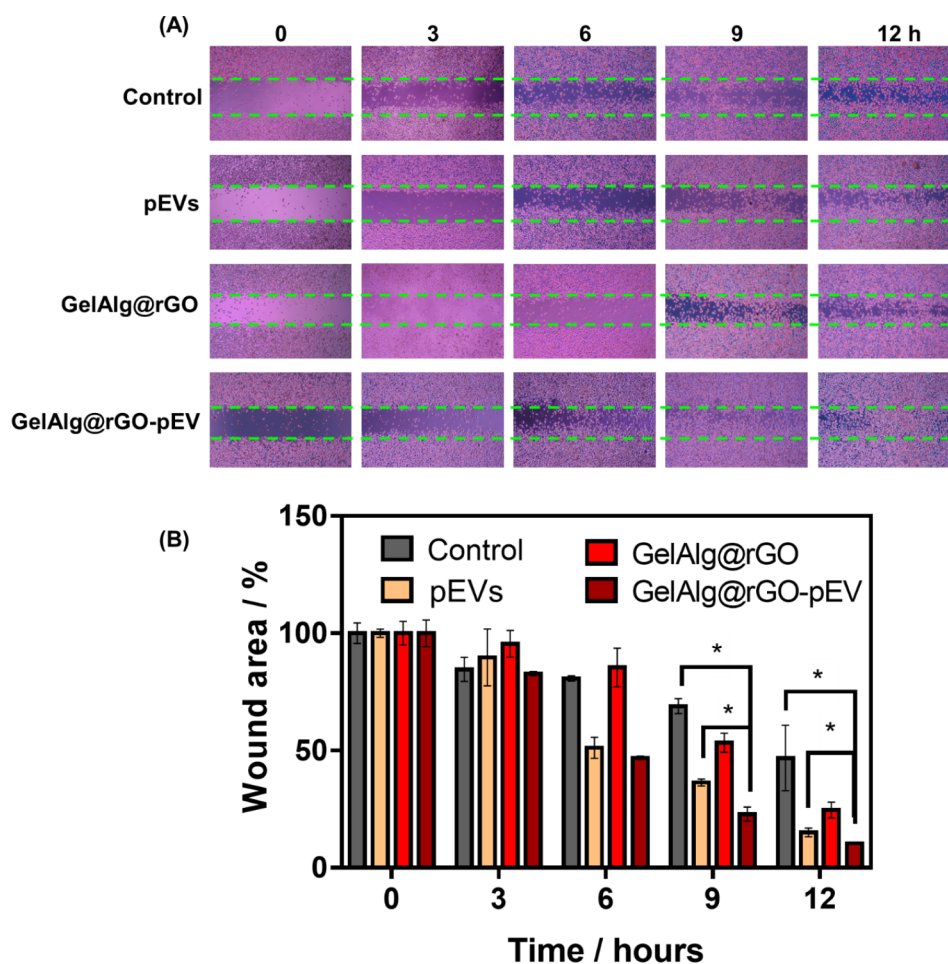 (A)
0 3 6 9 12 h
Control
pEVs
GelAlg@rGO
GelAlg@rGO-pEV
(B)
150
100
50
0
Wound area / %
Control
pEVs
GelAlg@rGO
GelAlg@rGO-pEV
* *
* *
0 3 6 9 12
Time / hours